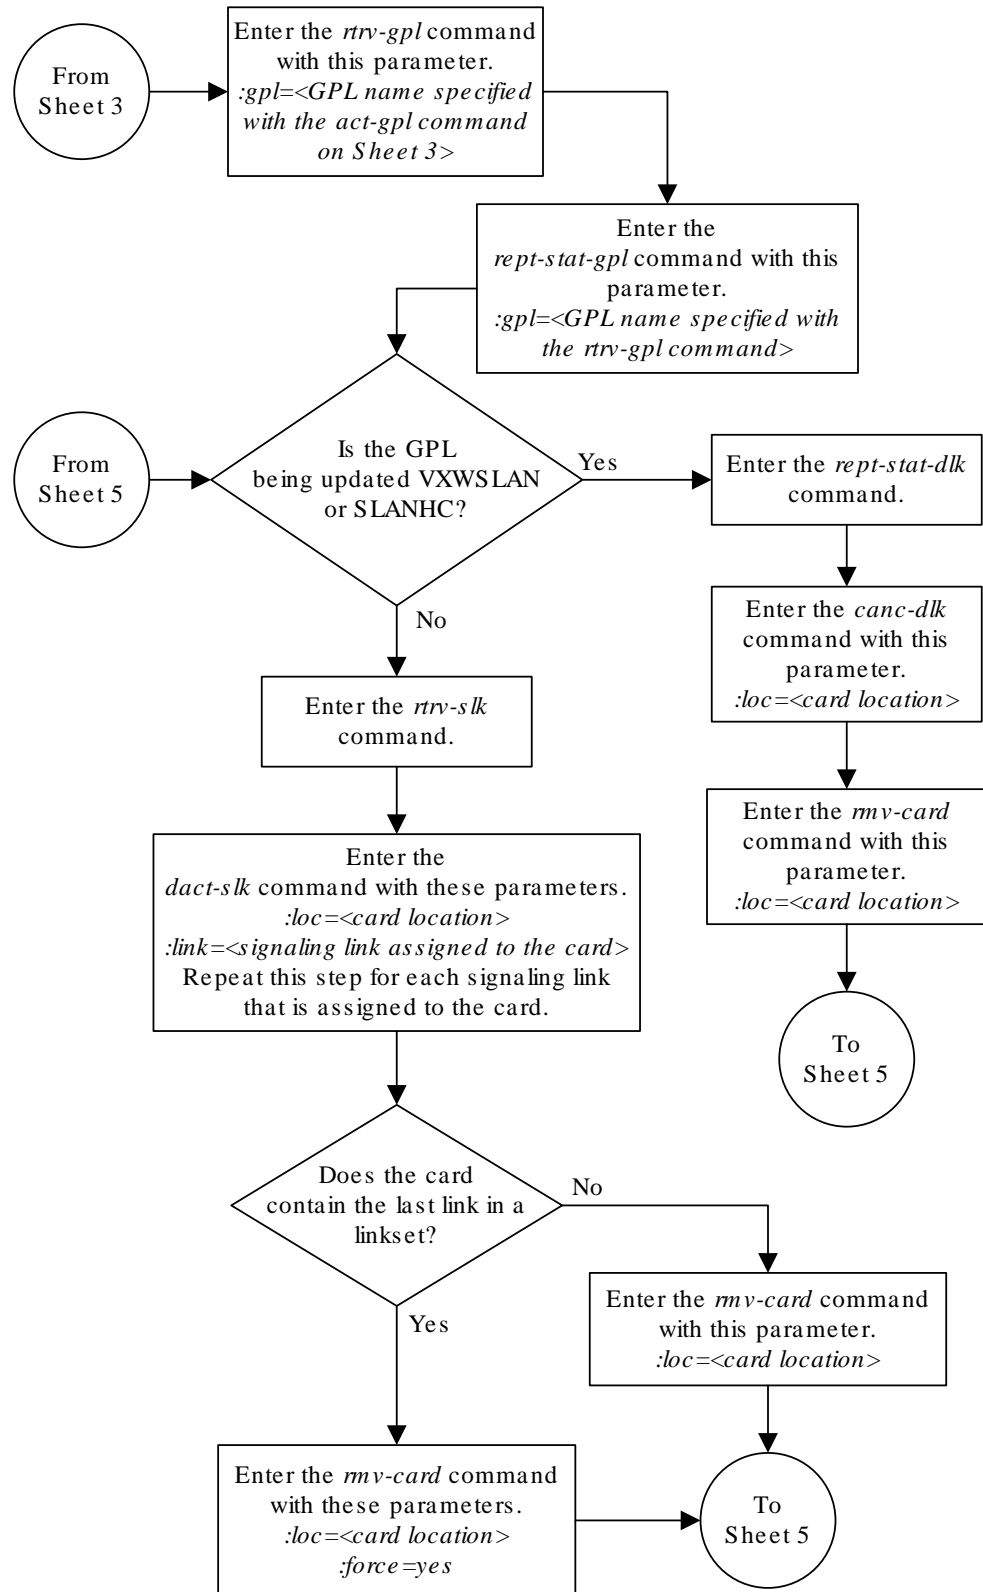 From
Sheet 3
Enter the rtrv-gpl command
with this parameter.
:gpl=<GPL name specified
with the act-gpl command
on Sheet 3>
Enter the
rept-stat-gpl command with this
parameter.
:gpl=<GPL name specified with
the rtrv-gpl command>
From
Sheet 5
Is the GPL
being updated VXWSLAN
or SLANHC?
Yes
Enter the rept-stat-dlk
command.
No
Enter the canc-dlk
command with this
parameter.
:loc=<card location>
Enter the rtrv-slk
command.
Enter the rmv-card
command with this
parameter.
:loc=<card location>
Enter the
dact-slk command with these parameters.
:loc=<card location>
:link=<signaling link assigned to the card>
Repeat this step for each signaling link
that is assigned to the card.
To
Sheet 5
Does the card
contain the last link in a
linkset?
No
Yes
Enter the rmv-card command
with this parameter.
:loc=<card location>
Enter the rmv-card command
with these parameters.
:loc=<card location>
:force=yes
To
Sheet 5